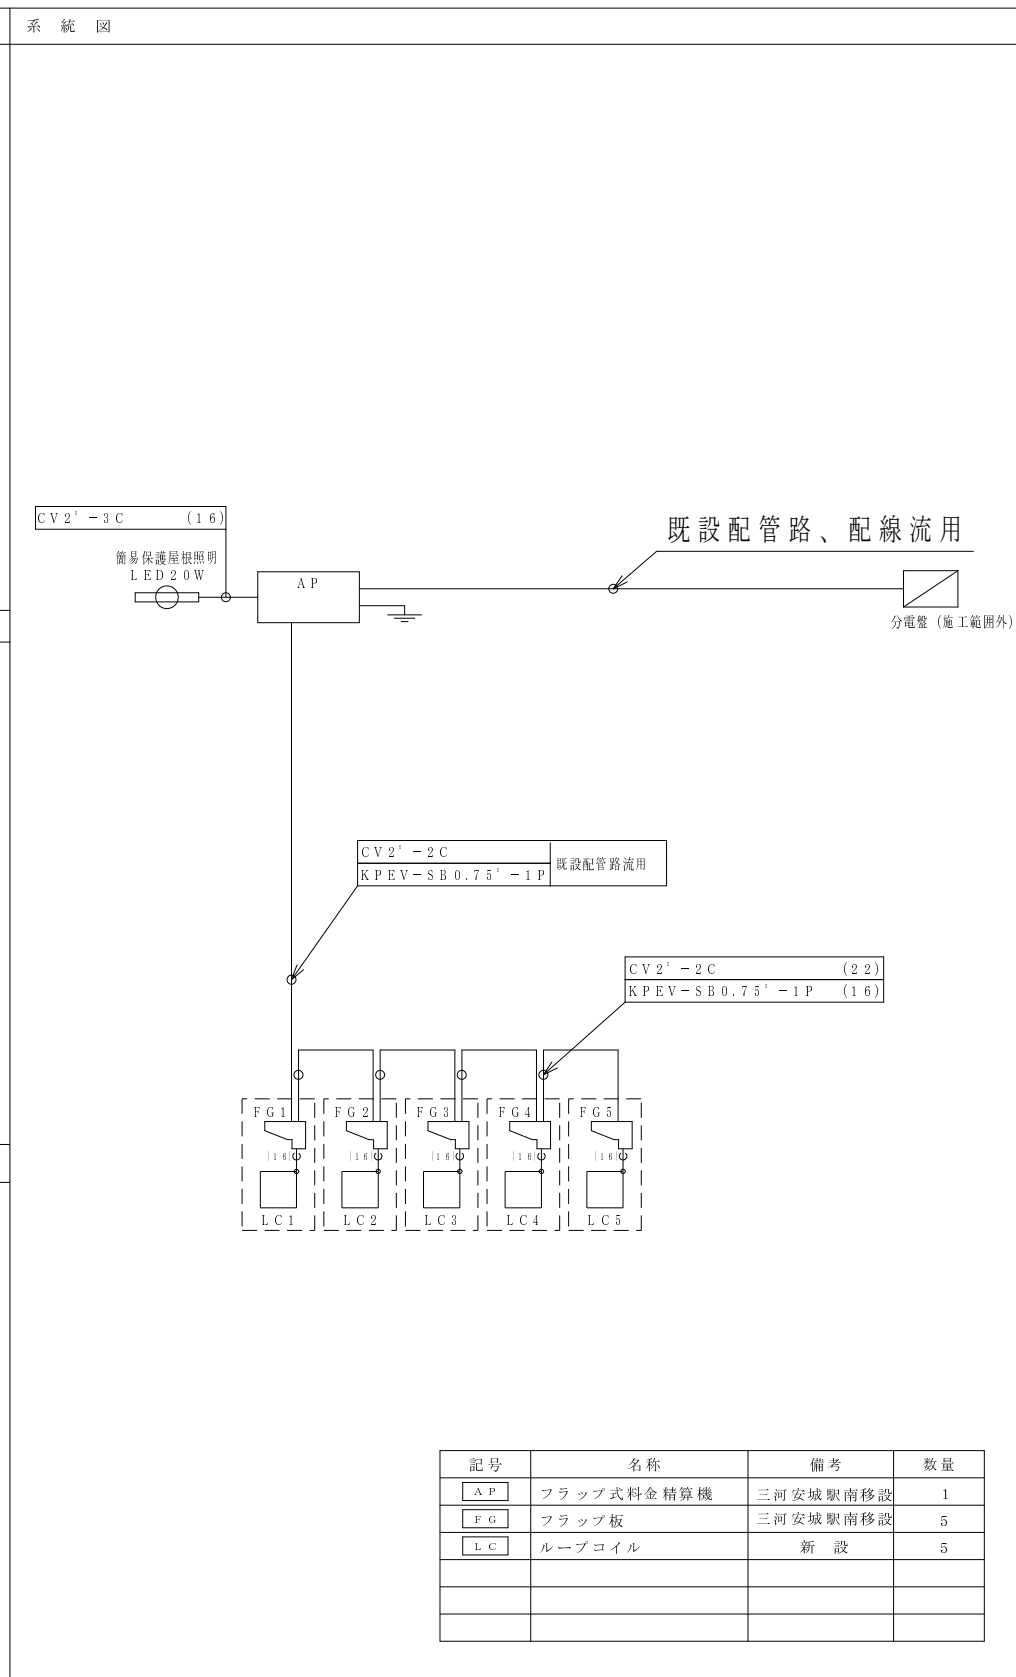 系統図
CV2°-3C (16)
簡易保護屋根照明
LED20W
AP
既設配管路、配線流用
分電盤（施工範囲外）
CV2°-2C
KPEV-SB0.75°-1P
既設配管路流用
CV2°-2C (22)
KPEV-SB0.75°-1P (16)
FG1 FG2 FG3 FG4 FG5
(16) (16) (16) (16) (16)
LC1 LC2 LC3 LC4 LC5
記号 名称 備考 数量
AP フラップ式料金精算機 三河安城駅南移設 1
FG フラップ板 三河安城駅南移設 5
LC ループコイル 新設 5